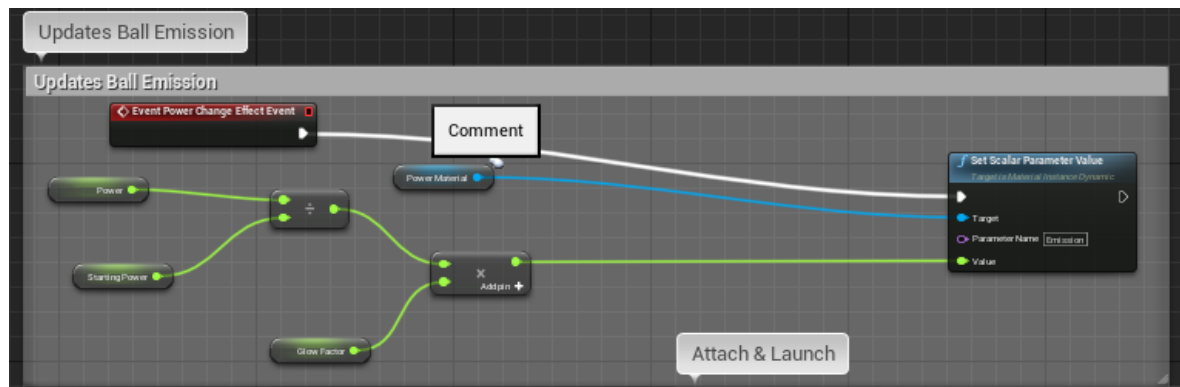 Updates Ball Emission
Updates Ball Emission
Event Power Change Effect Event
Comment
Set Scalar Parameter Value
Target is Material Instance Dynamic
Power Material
Power
÷
Target
Parameter Name Emission
x
Value
Starting Power
Add pin +
Glow Factor
Attach & Launch